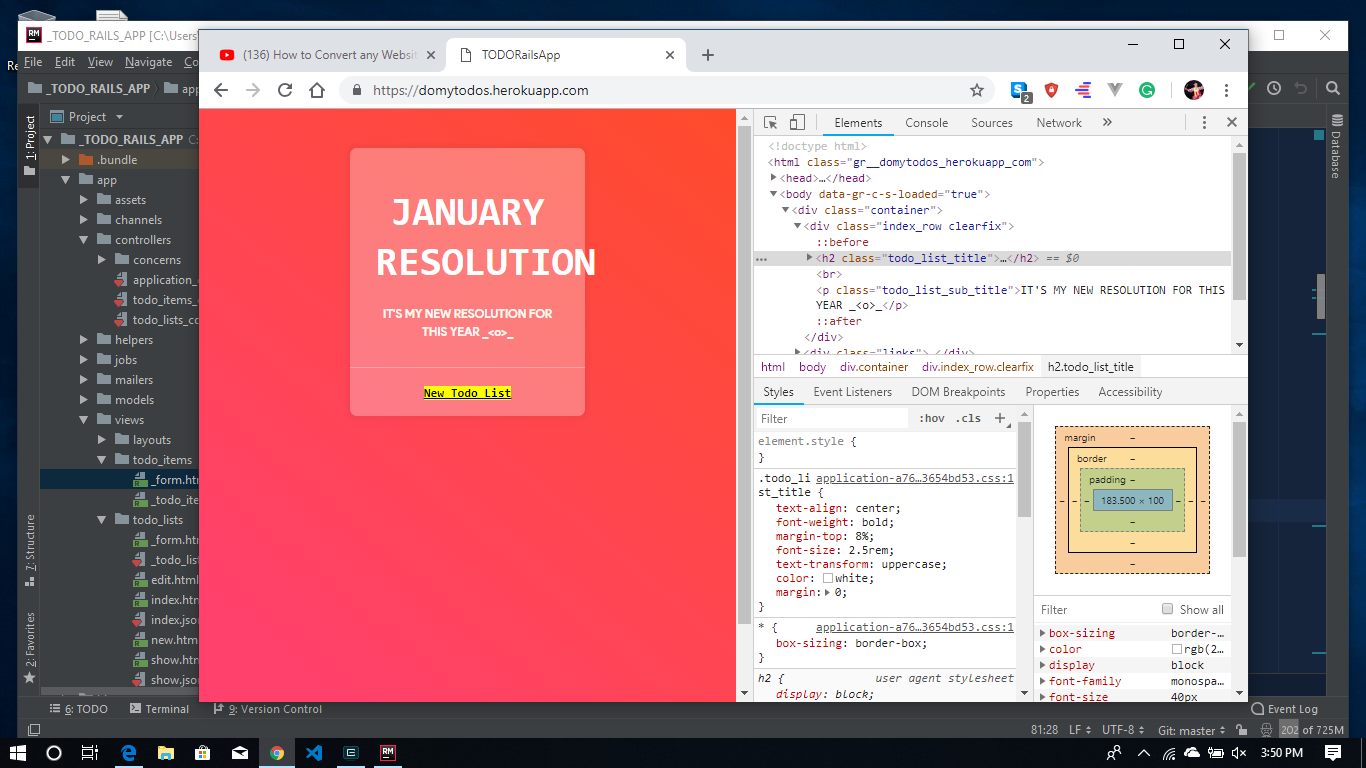 _TODO_RAILS_APP [C:\Users
File Edit View Navigate Co
_TODO_RAILS_APP app
1: Project
7: Structure
2: Favorites
Project
_TODO_RAILS_APP C:
.bundle
app
assets
channels
controllers
concerns
application_
todo_items_
todo_lists_co
helpers
jobs
mailers
models
views
layouts
todo_items
_form.htm
_todo_ite
todo_lists
_form.htm
_todo_lis
edit.html
index.htm
index.jso
new.htm
show.htm
show.jso
(136) How to Convert any Websit
TODORailsApp
https://domytodos.herokuapp.com
2
JANUARY
RESOLUTION
IT'S MY NEW RESOLUTION FOR
THIS YEAR _<o>_
New Todo List
Elements Console Sources Network »
<!doctype html>
<html class="gr__domytodos_herokuapp_com">
<head>…</head>
<body data-gr-c-s-loaded="true">
<div class="container">
<div class="index_row clearfix">
::before
… <h2 class="todo_list_title">…</h2> == $0
<br>
<p class="todo_list_sub_title">IT'S MY NEW RESOLUTION FOR THIS
YEAR _<o>_</p>
::after
</div>
<div class="links">…</div>
html body div.container div.index_row.clearfix h2.todo_list_title
Styles Event Listeners DOM Breakpoints Properties Accessibility
Filter :hov .cls +
element.style {
}
.todo_li application-a76…3654bd53.css:1
st_title {
text-align: center;
font-weight: bold;
margin-top: 8%;
font-size: 2.5rem;
text-transform: uppercase;
color: white;
margin: 0;
}
* { application-a76…3654bd53.css:1
box-sizing: border-box;
}
h2 { user agent stylesheet
display: block;
margin –
border –
padding –
– – – 183.500 × 100 – – –
–
–
–
Filter Show all
box-sizing border-…
color rgb(2…
display block
font-family monospa…
font-size 40px
Database
6: TODO Terminal 9: Version Control Event Log
81:28 LF UTF-8 Git: master 202 of 725M
3:50 PM